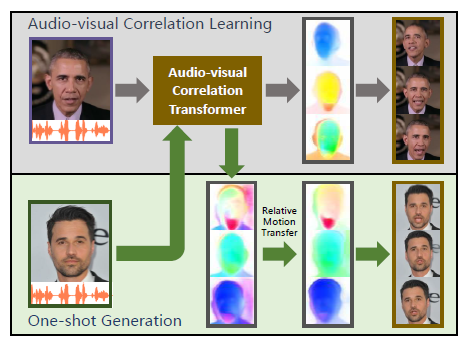 Audio-visual Correlation Learning
Audio-visual
Correlation
Transformer
Relative
Motion
Transfer
One-shot Generation